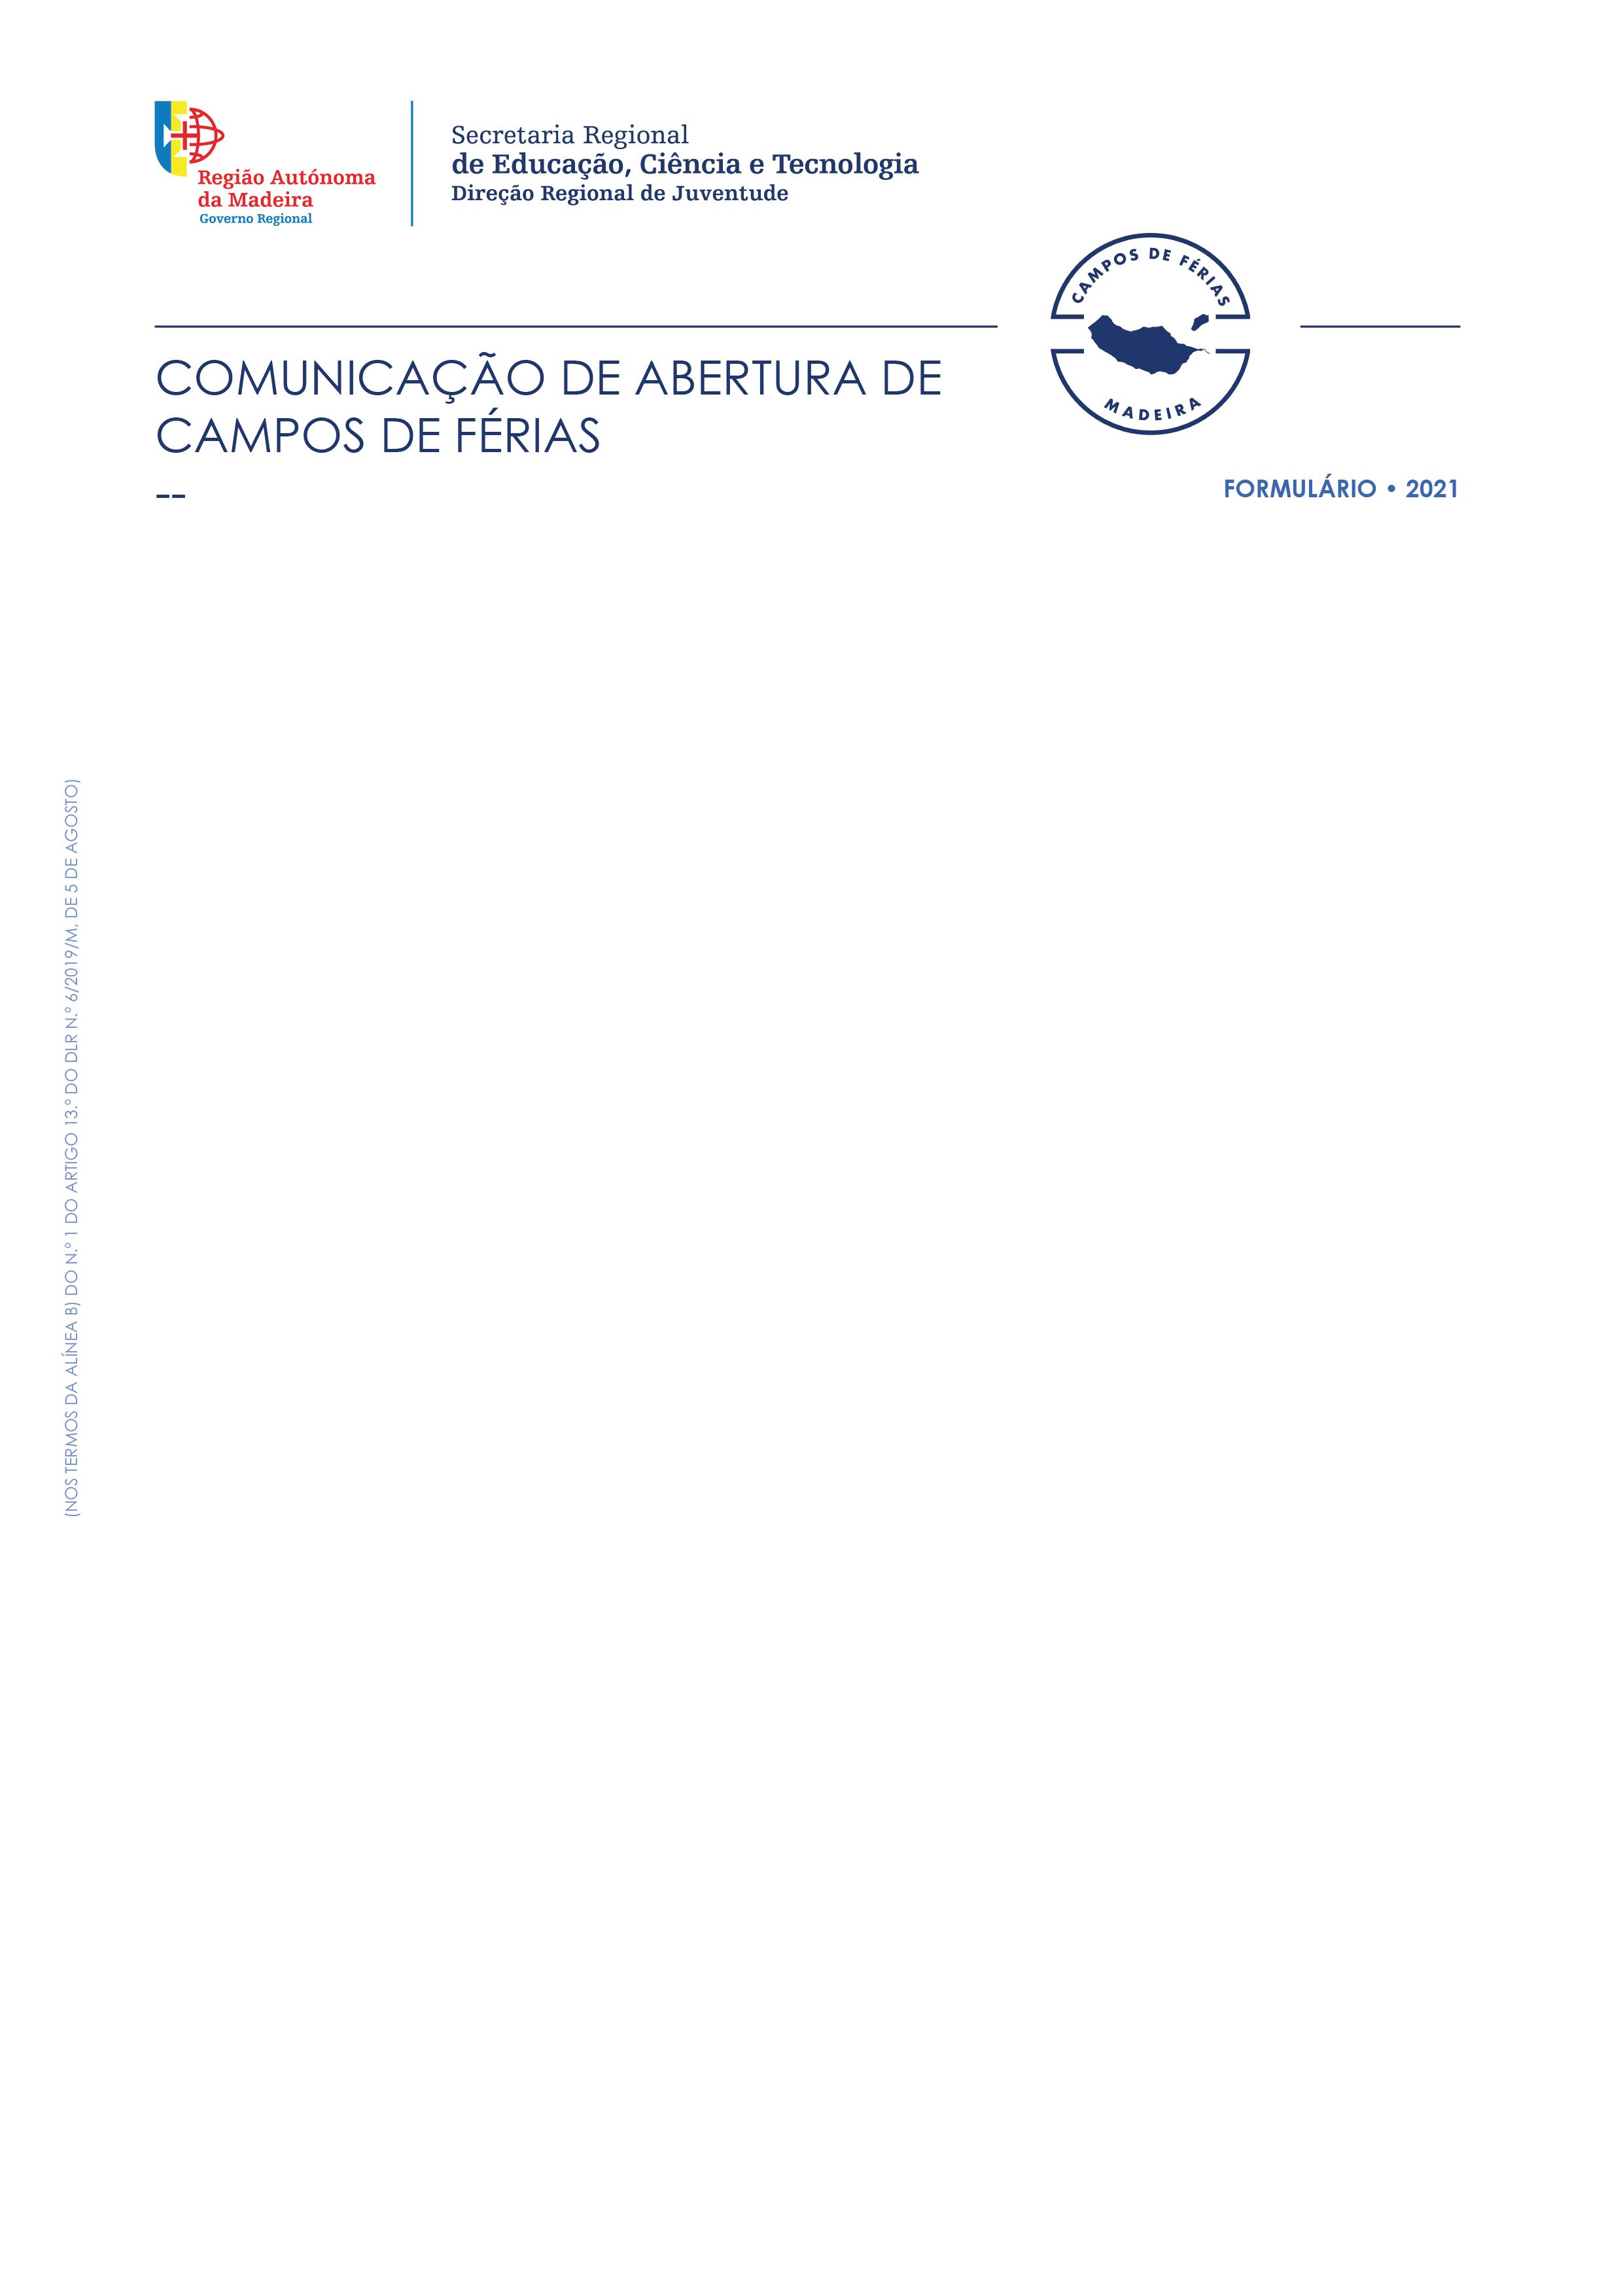 Região Autónoma
da Madeira
Governo Regional
Secretaria Regional
de Educação, Ciência e Tecnologia
Direção Regional de Juventude
CAMPOS DE FÉRIAS
MADEIRA
COMUNICAÇÃO DE ABERTURA DE
CAMPOS DE FÉRIAS
--
FORMULÁRIO • 2021
(NOS TERMOS DA ALÍNEA B) DO N.º 1 DO ARTIGO 13.º DO DLR N.º 6/2019/M, DE 5 DE AGOSTO)